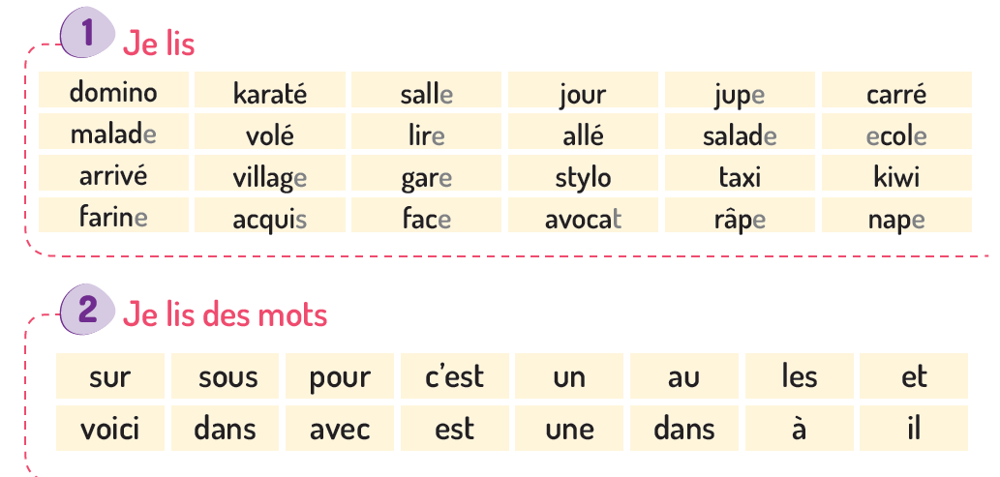 1 Je lis
domino karaté salle jour jupe carré
malade volé lire allé salade ecole
arrivé village gare stylo taxi kiwi
farine acquis face avocat râpe nape
2 Je lis des mots
sur sous pour c'est un au les et
voici dans avec est une dans à il